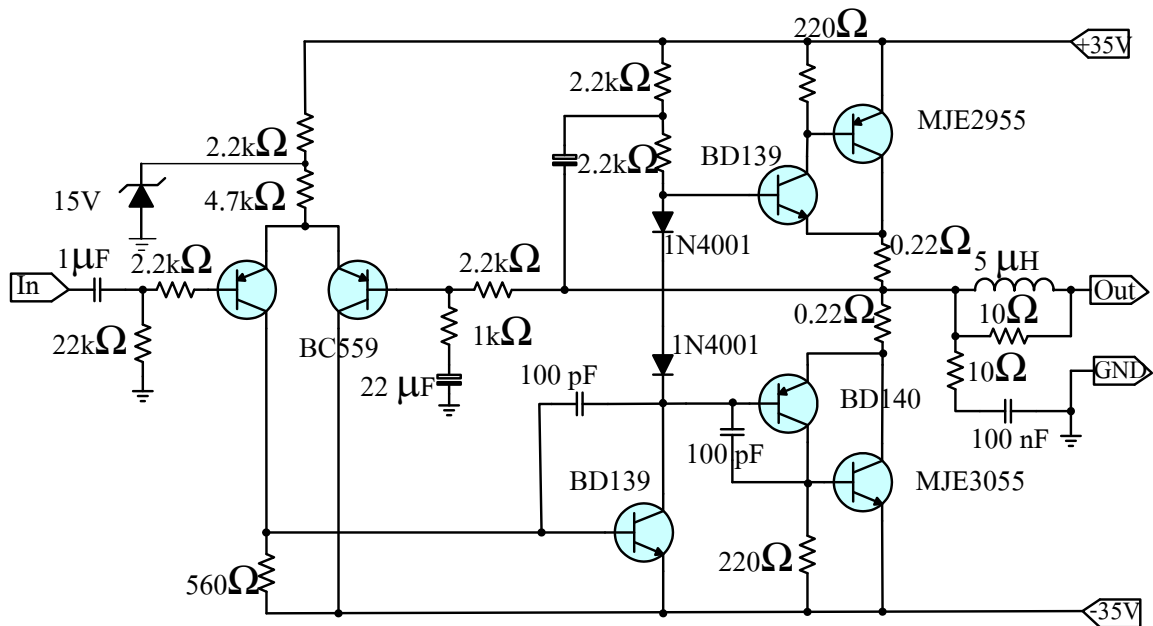 220Ω
+35V
2.2kΩ
MJE2955
2.2kΩ
BD139
2.2kΩ
15V
4.7kΩ
1N4001
0.22Ω
1µF
2.2kΩ
2.2kΩ
5 µH
In
Out
10Ω
0.22Ω
22kΩ
1kΩ
BC559
1N4001
10Ω
GND
22 µF
100 pF
BD140
100 nF
100 pF
BD139
MJE3055
560Ω
220Ω
-35V